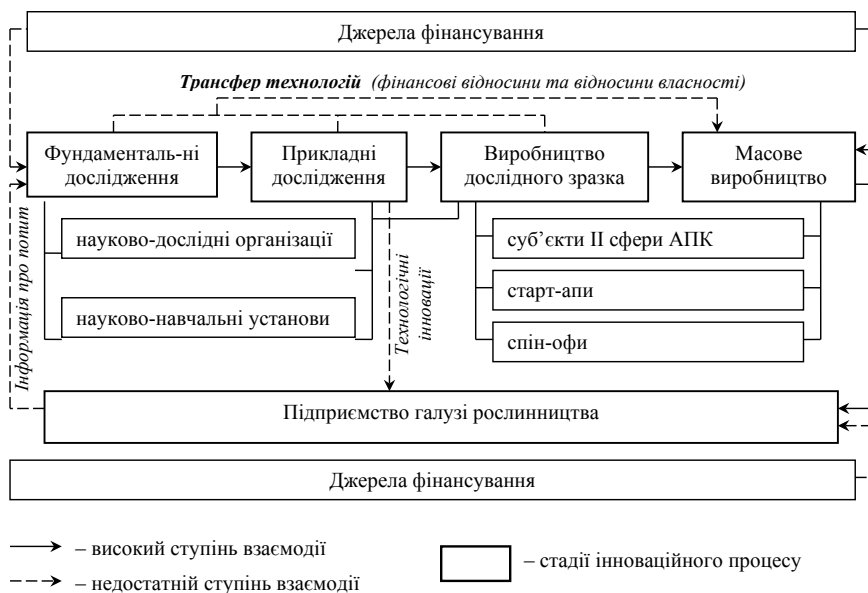 Джерела фінансування
Трансфер технологій (фінансові відносини та відносини власності)
Фундаменталь-ні
дослідження
Прикладні
дослідження
Виробництво
дослідного зразка
Масове
виробництво
науково-дослідні організації
науково-навчальні установи
суб’єкти II сфери АПК
старт-апи
спін-офи
Інформація про попит
Технологічні
інновації
Підприємство галузі рослинництва
Джерела фінансування
– високий ступінь взаємодії
– недостатній ступінь взаємодії
– стадії інноваційного процесу